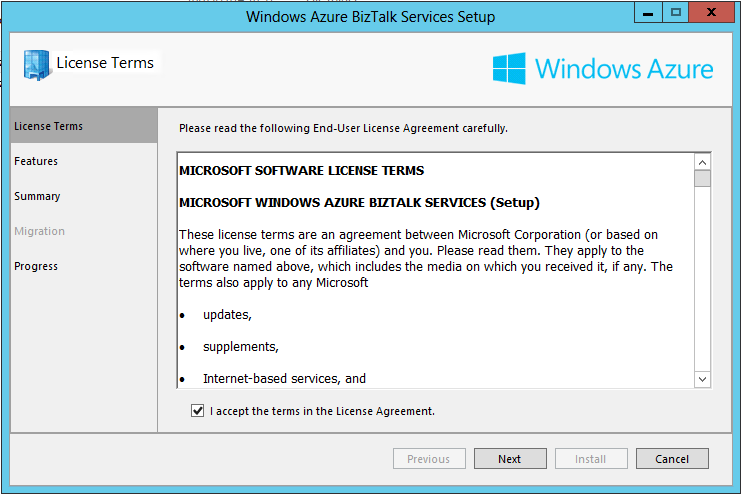 Windows Azure BizTalk Services Setup
License Terms
Windows Azure
License Terms
Features
Summary
Migration
Progress
Please read the following End-User License Agreement carefully.
MICROSOFT SOFTWARE LICENSE TERMS
MICROSOFT WINDOWS AZURE BIZTALK SERVICES (Setup)
These license terms are an agreement between Microsoft Corporation (or based on
where you live, one of its affiliates) and you. Please read them. They apply to the
software named above, which includes the media on which you received it, if any. The
terms also apply to any Microsoft
• updates,
• supplements,
• Internet-based services, and
I accept the terms in the License Agreement.
Previous Next Install Cancel